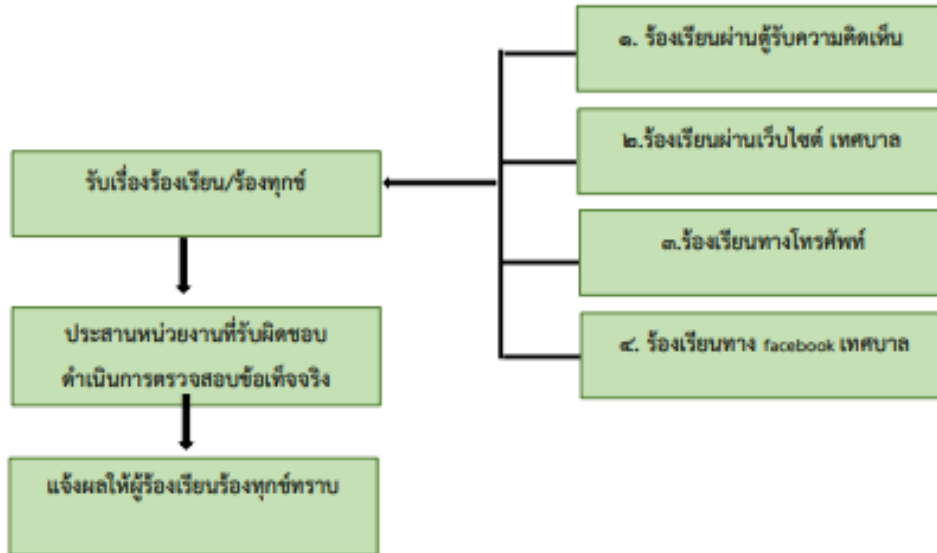 ๑. ร้องเรียนผ่านตู้รับความคิดเห็น
๒.ร้องเรียนผ่านเว็บไซต์ เทศบาล
๓.ร้องเรียนทางโทรศัพท์
๔. ร้องเรียนทาง facebook เทศบาล
รับเรื่องร้องเรียน/ร้องทุกข์
ประสานหน่วยงานที่รับผิดชอบ
ดำเนินการตรวจสอบข้อเท็จจริง
แจ้งผลให้ผู้ร้องเรียนร้องทุกข์ทราบ